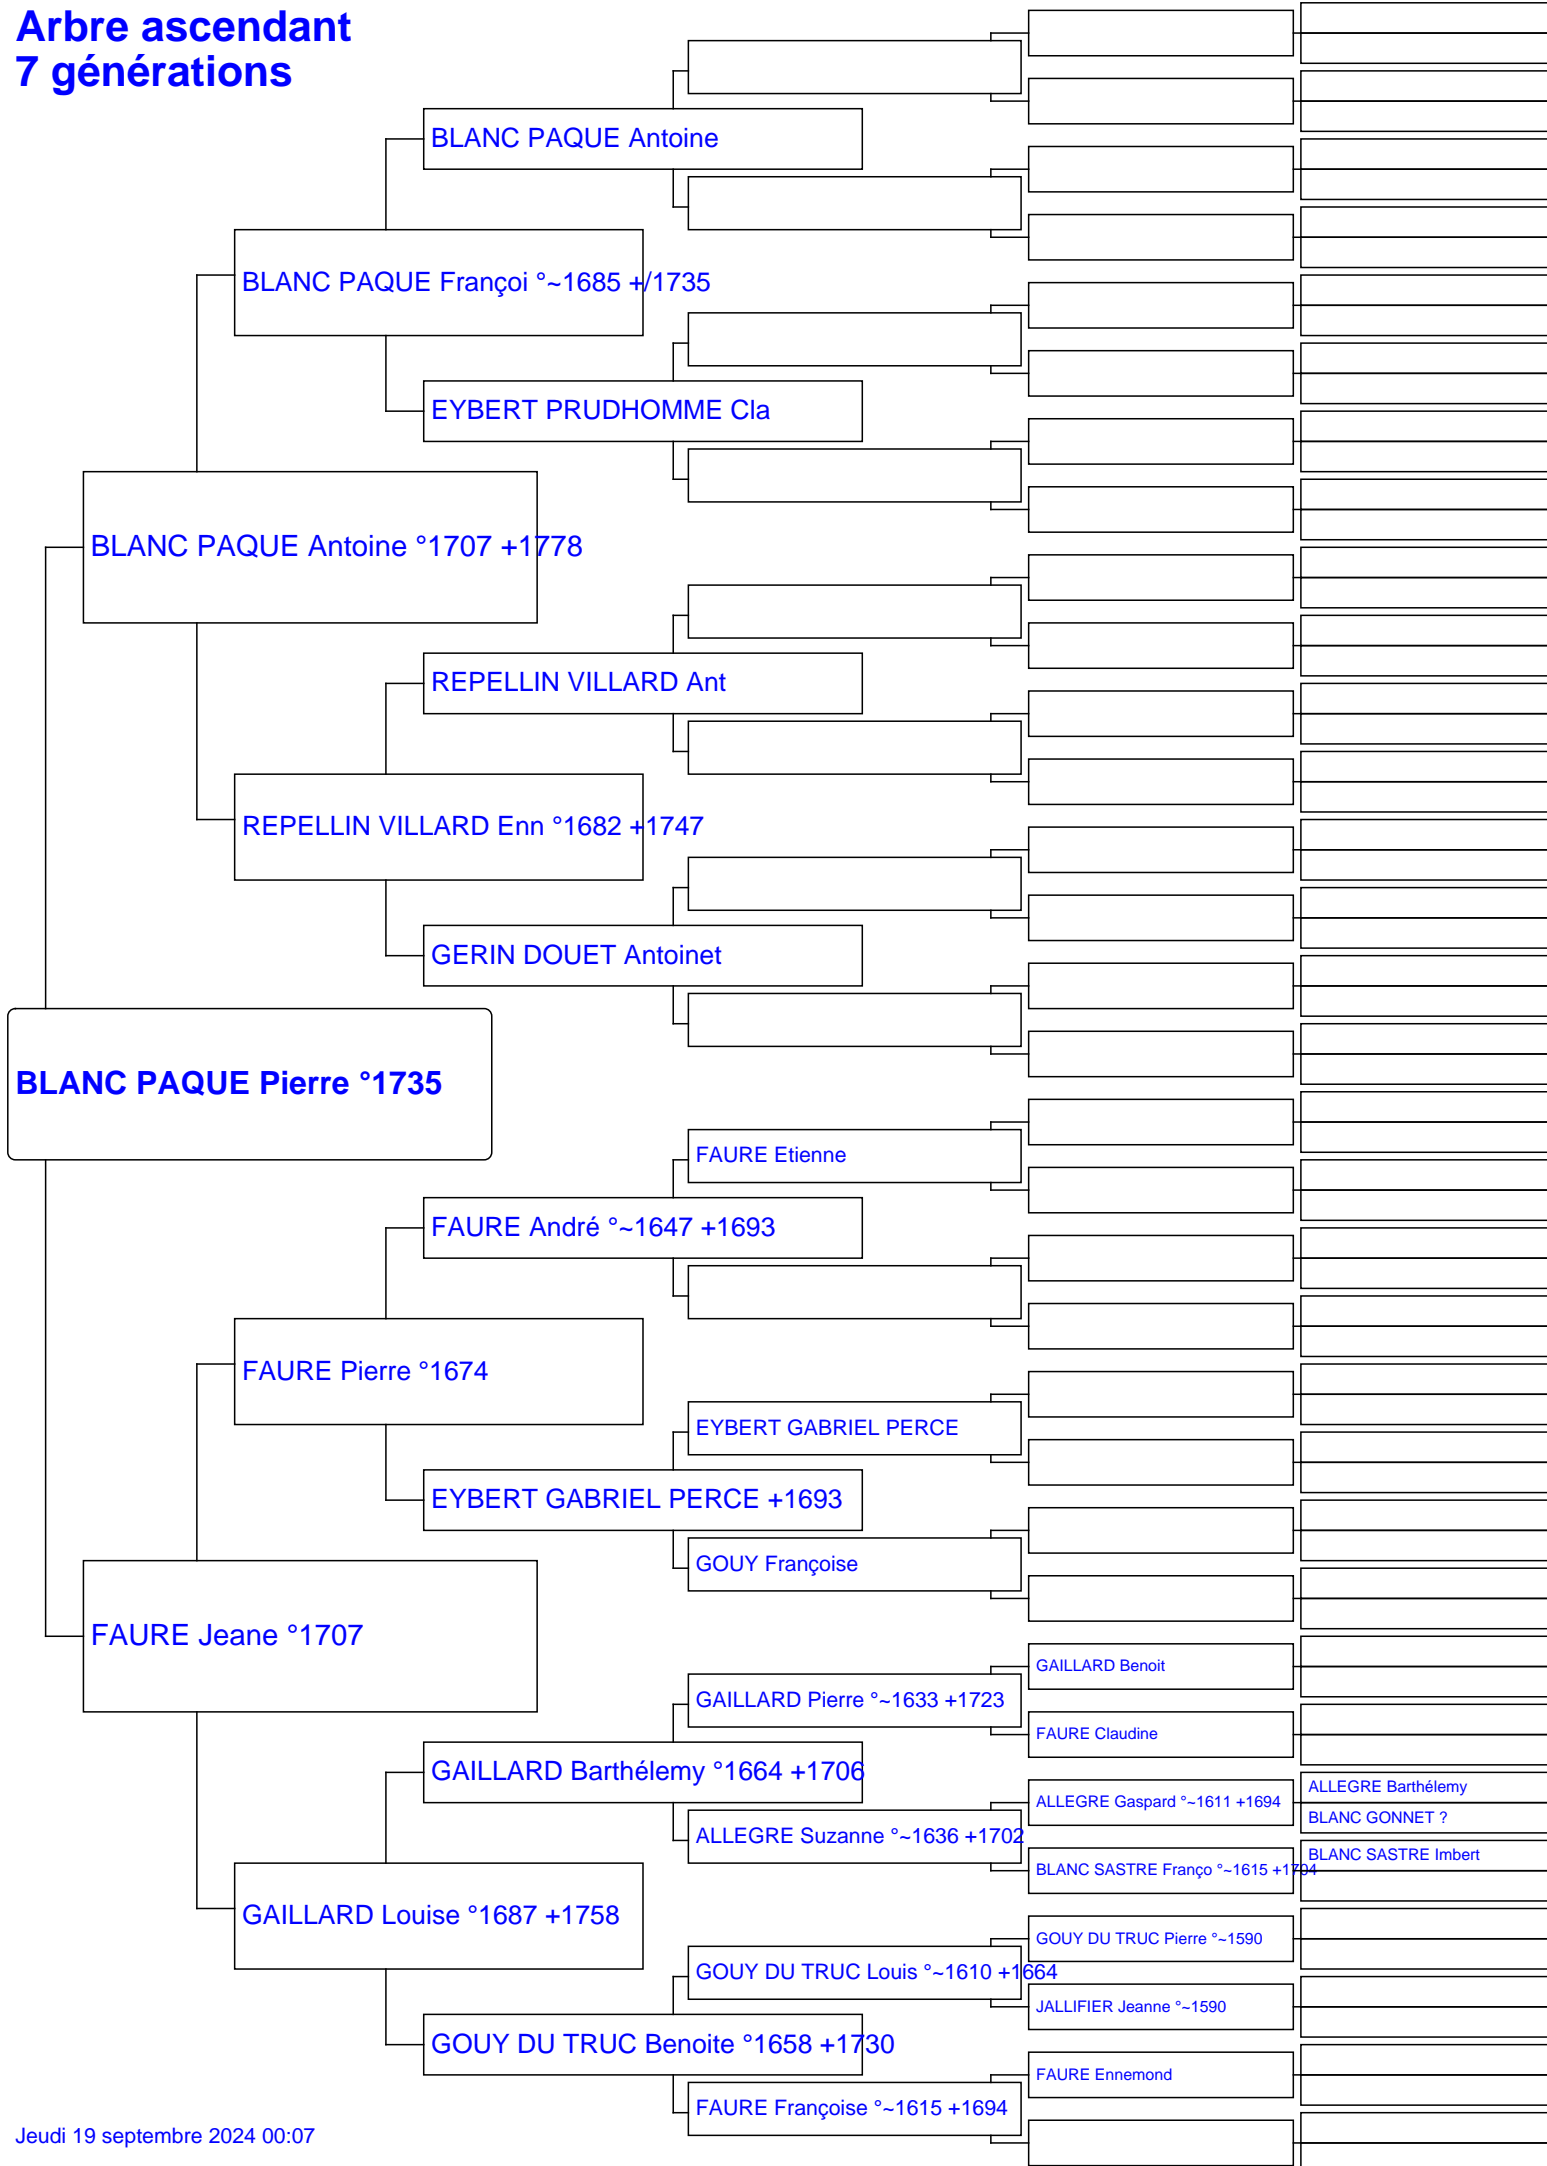 Arbre ascendant
7 générations
BLANC PAQUE Antoine
BLANC PAQUE Françoi °~1685 +/1735
EYBERT PRUDHOMME Cla
BLANC PAQUE Antoine °1707 +1778
REPELLIN VILLARD Ant
REPELLIN VILLARD Enn °1682 +1747
GERIN DOUET Antoinet
BLANC PAQUE Pierre °1735
FAURE Etienne
FAURE André °~1647 +1693
FAURE Pierre °1674
EYBERT GABRIEL PERCE
EYBERT GABRIEL PERCE +1693
GOUY Françoise
FAURE Jeane °1707
GAILLARD Benoit
GAILLARD Pierre °~1633 +1723
FAURE Claudine
GAILLARD Barthélemy °1664 +1706
ALLEGRE Barthélemy
ALLEGRE Gaspard °~1611 +1694
BLANC GONNET ?
ALLEGRE Suzanne °~1636 +1702
BLANC SASTRE Imbert
BLANC SASTRE Franço °~1615 +1704
GAILLARD Louise °1687 +1758
GOUY DU TRUC Pierre °~1590
GOUY DU TRUC Louis °~1610 +1664
JALLIFIER Jeanne °~1590
GOUY DU TRUC Benoite °1658 +1730
FAURE Ennemond
FAURE Françoise °~1615 +1694
Jeudi 19 septembre 2024 00:07